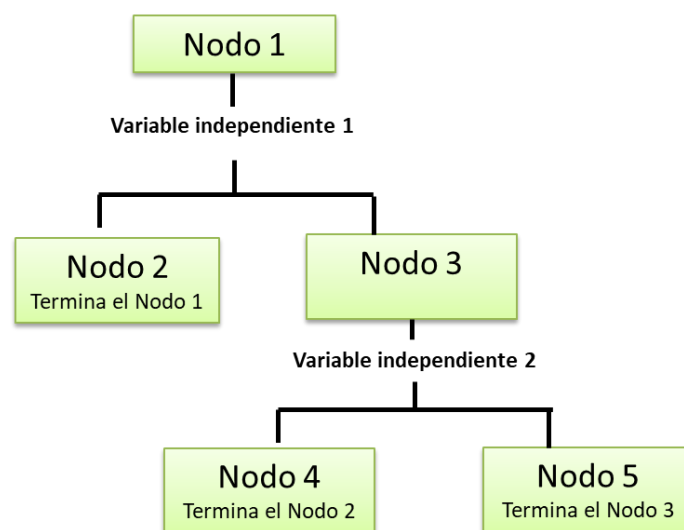 Nodo 1
Variable independiente 1
Nodo 2
Termina el Nodo 1
Nodo 3
Variable independiente 2
Nodo 4
Termina el Nodo 2
Nodo 5
Termina el Nodo 3